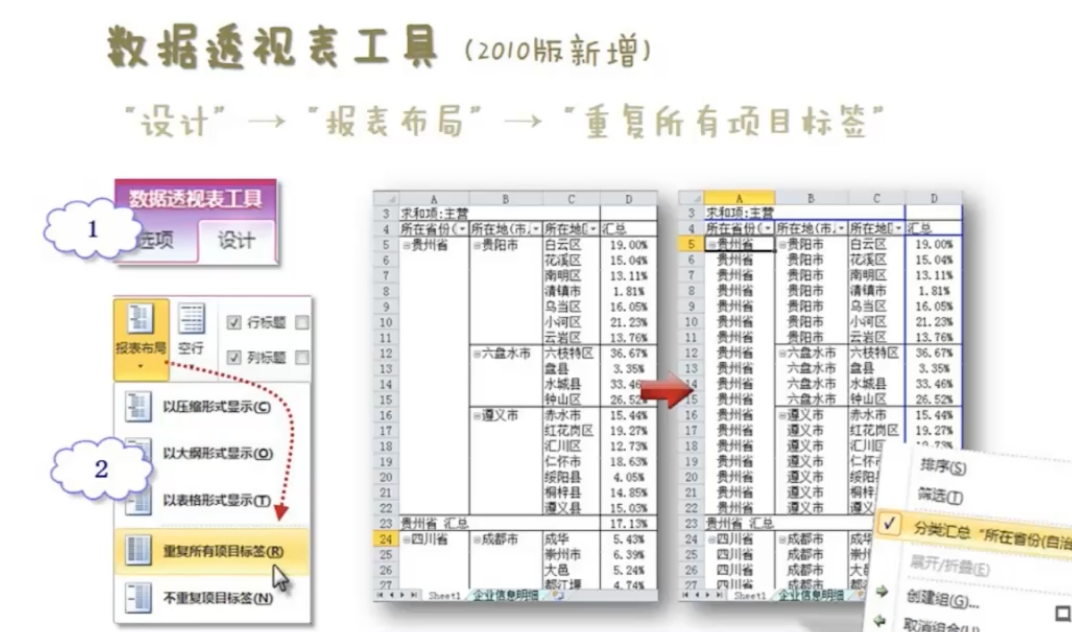 数据透视表工具（2010版新增）
“设计” → “报表布局” → “重复所有项目标签”
数据透视表工具
1
选项 设计
报表布局
空行
行标题
列标题
以压缩形式显示(C)
2
以大纲形式显示(O)
以表格形式显示(T)
重复所有项目标签(R)
不重复项目标签(N)
A B C D
3 求和项:主营
4 所在省份( 所在地(市. 所在地区 汇总
5 贵州省 贵阳市 白云区 19.00%
6 花溪区 15.04%
7 南明区 13.11%
8 清镇市 1.81%
9 乌当区 16.05%
10 小河区 21.23%
11 云岩区 13.76%
12 六盘水市 六枝特区 36.67%
13 盘县 3.35%
14 水城县 33.46
15 钟山区 26.52%
16 遵义市 赤水市 15.44%
17 红花岗区 19.27%
18 汇川区 12.73%
19 仁怀市 18.63%
20 绥阳县 4.05%
21 桐梓县 14.85%
22 遵义县 15.03%
23 贵州省 汇总 17.13%
24 四川省 成都市 成华 5.43%
25 崇州市 6.39%
26 大邑 5.24%
27 都江堰 4.74%
Sheet1 企业信息明细
A B C D
3 求和项:主营
4 所在省份( 所在地(市. 所在地区 汇总
5 贵州省 贵阳市 白云区 19.00%
6 贵州省 贵阳市 花溪区 15.04%
7 贵州省 贵阳市 南明区 13.11%
8 贵州省 贵阳市 清镇市 1.81%
9 贵州省 贵阳市 乌当区 16.05%
10 贵州省 贵阳市 小河区 21.23%
11 贵州省 贵阳市 云岩区 13.76%
12 贵州省 六盘水市 六枝特区 36.67%
13 贵州省 六盘水市 盘县 3.35%
14 贵州省 六盘水市 水城县 33.46%
15 贵州省 六盘水市 钟山区 26.52%
16 贵州省 遵义市 赤水市 15.44%
17 贵州省 遵义市 红花岗区 19.27%
18 贵州省 遵义市 汇川区 12.73%
19 贵州省 遵义市 仁怀
20 贵州省 遵义市 绥阳
21 贵州省 遵义市 桐梓
22 贵州省 遵义市 遵义
23 贵州省 汇总
24 四川省 成都市 成华
25 四川省 成都市 崇州
26 四川省 成都市 大邑
27 四川省 成都市 都江
Sheet1 企业信息明细
排序(S)
筛选(T)
分类汇总 “所在省份(自治
展开/折叠(E)
创建组(G)...
取消组合(U)...